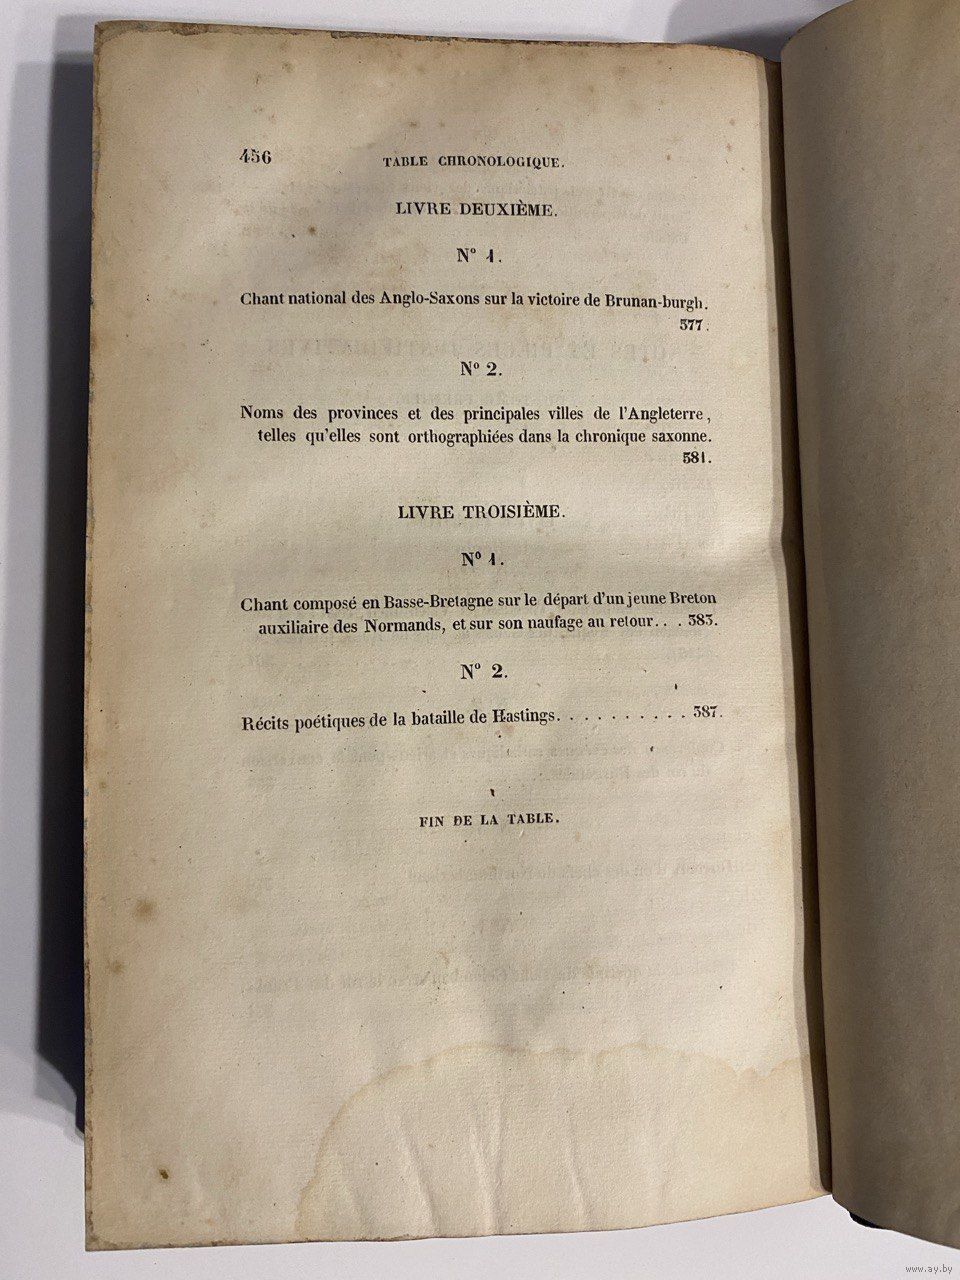 456
TABLE CHRONOLOGIQUE.
LIVRE DEUXIÈME.
Nº 1.
Chant national des Anglo-Saxons sur la victoire de Brunan-burgh.
377.
Nº 2.
Noms des provinces et des principales villes de l'Angleterre,
telles qu'elles sont orthographiées dans la chronique saxonne.
381.
LIVRE TROISIÈME.
Nº 1.
Chant composé en Basse-Bretagne sur le départ d'un jeune Breton
auxiliaire des Normands, et sur son naufage au retour. . . 383.
Nº 2.
Récits poétiques de la bataille de Hastings. . . . . . . . . . 387.
FIN DE LA TABLE.
www.ay.by